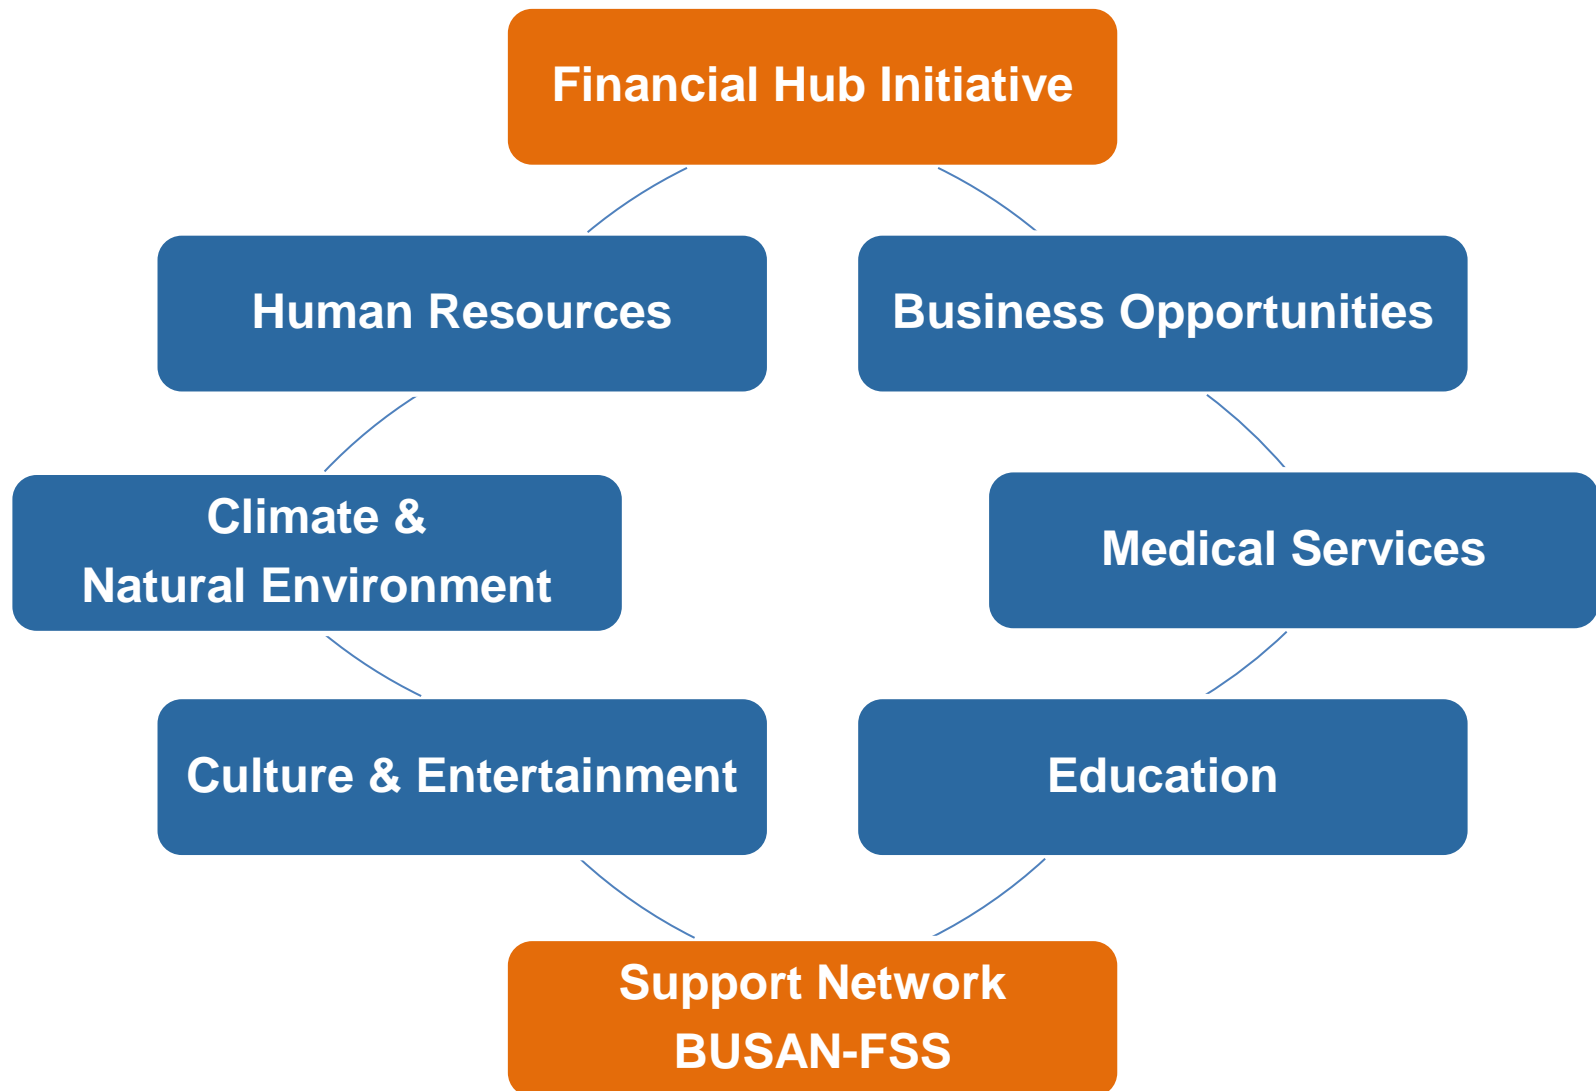 Financial Hub Initiative
Human Resources
Business Opportunities
Climate &
Natural Environment
Medical Services
Culture & Entertainment
Education
Support Network
BUSAN-FSS